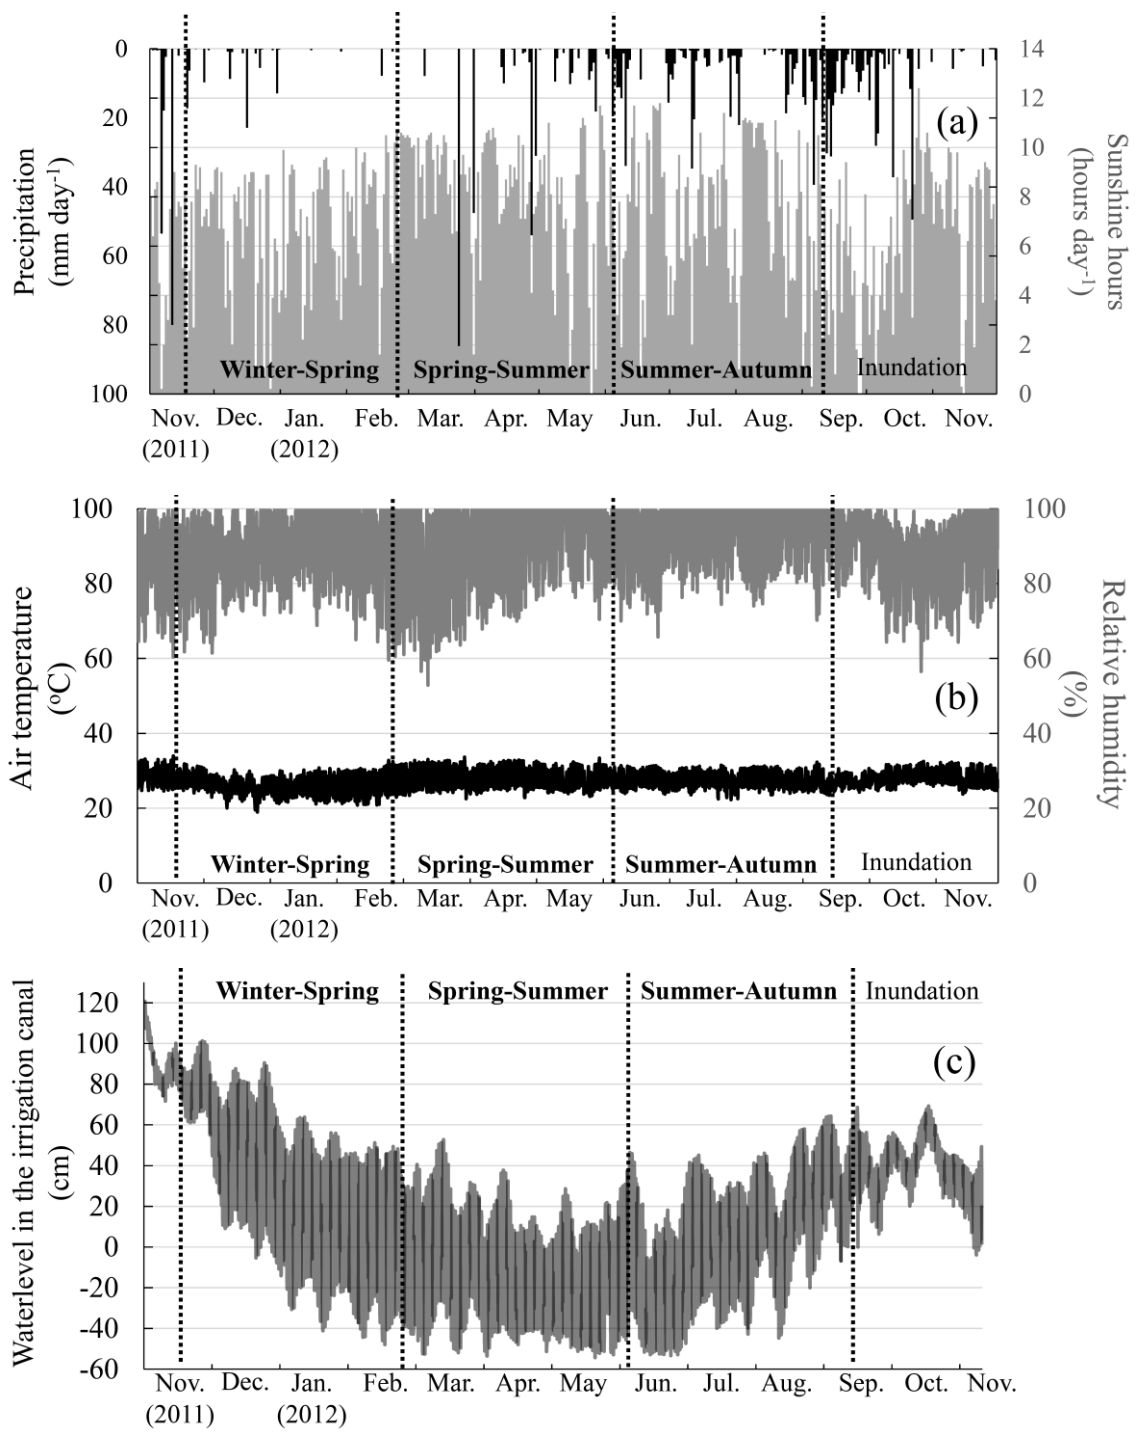 0
20
40
60
80
100
Precipitation
(mm day-1)
14
12
10
8
6
4
2
0
Sunshine hours
(hours day-1)
(a)
Winter-Spring Spring-Summer Summer-Autumn Inundation
Nov. Dec. Jan. Feb. Mar. Apr. May Jun. Jul. Aug. Sep. Oct. Nov.
(2011) (2012)
100
80
60
40
20
0
Air temperature
(oC)
100
80
60
40
20
0
Relative humidity
(%)
(b)
Winter-Spring Spring-Summer Summer-Autumn Inundation
Nov. Dec. Jan. Feb. Mar. Apr. May Jun. Jul. Aug. Sep. Oct. Nov.
(2011) (2012)
Winter-Spring Spring-Summer Summer-Autumn Inundation
120
100
80
60
40
20
0
-20
-40
-60
Waterlevel in the irrigation canal
(cm)
(c)
Nov. Dec. Jan. Feb. Mar. Apr. May Jun. Jul. Aug. Sep. Oct. Nov.
(2011) (2012)